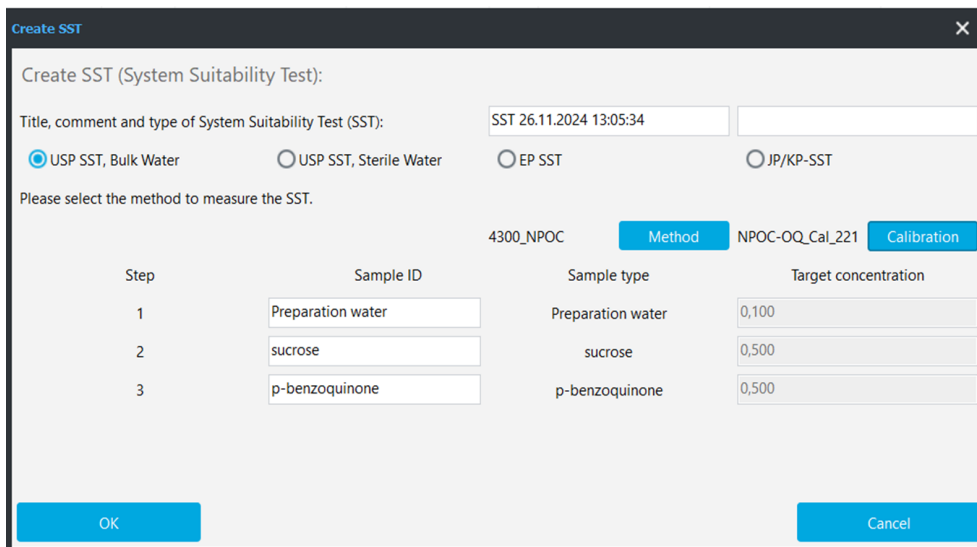 Create SST
Create SST (System Suitability Test):
Title, comment and type of System Suitability Test (SST): SST 26.11.2024 13:05:34
USP SST, Bulk Water USP SST, Sterile Water EP SST JP/KP-SST
Please select the method to measure the SST.
4300_NPOC Method NPOC-OQ_Cal_221 Calibration
Step Sample ID Sample type Target concentration
1 Preparation water Preparation water 0,100
2 sucrose sucrose 0,500
3 p-benzoquinone p-benzoquinone 0,500
OK Cancel